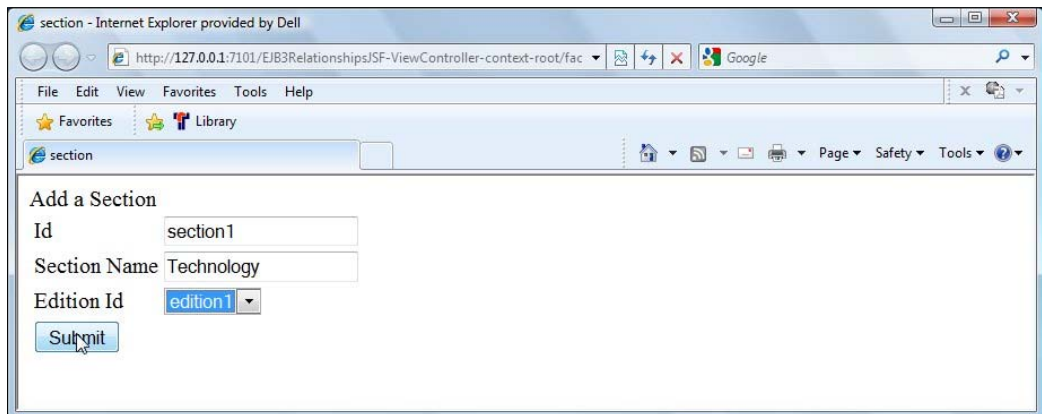 section - Internet Explorer provided by Dell
http://127.0.0.1:7101/EJB3RelationshipsJSF-ViewController-context-root/fac
Google
File Edit View Favorites Tools Help
Favorites Library
section
Page Safety Tools
Add a Section
Id section1
Section Name Technology
Edition Id edition1
Submit